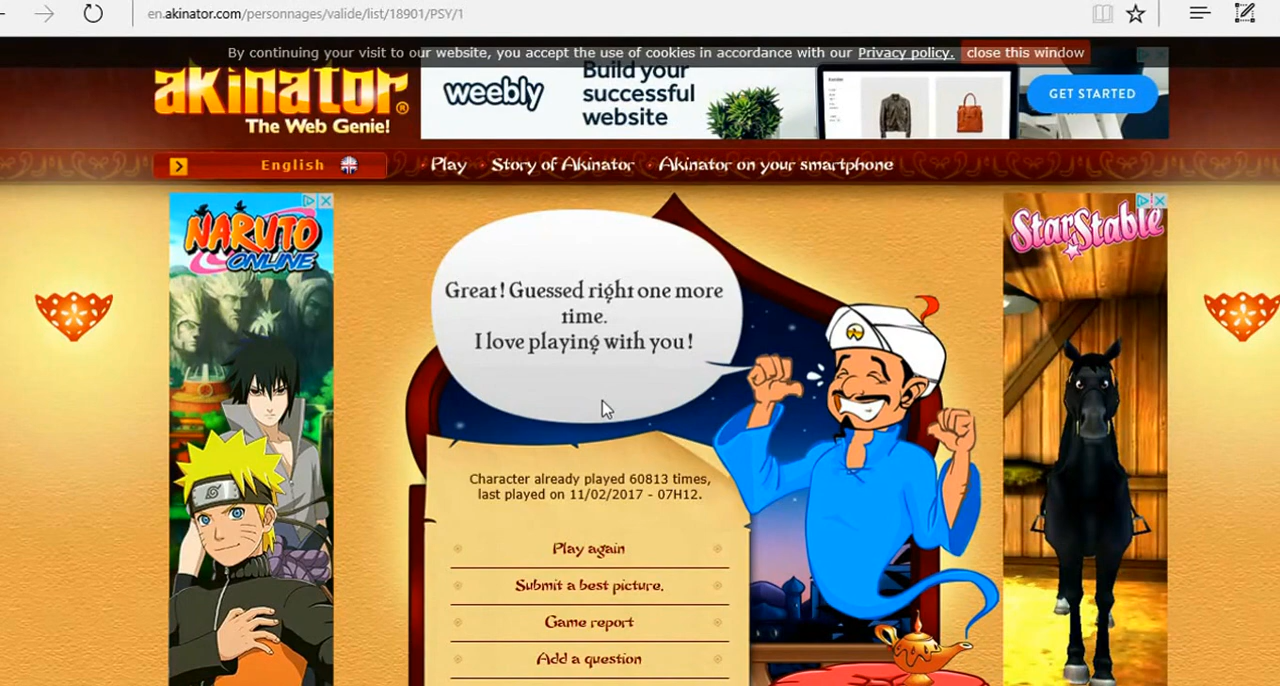 en.akinator.com/personnages/valide/list/18901/PSY/1
By continuing your visit to our website, you accept the use of cookies in accordance with our Privacy policy. close this window
akinator®
The Web Genie!
weebly
Build your
successful
website
GET STARTED
English
Play · Story of Akinator · Akinator on your smartphone
NARUTO
ONLINE
Great! Guessed right one more
time.
I love playing with you!
StarStable
Character already played 60813 times,
last played on 11/02/2017 - 07H12.
Play again
Submit a best picture.
Game report
Add a question